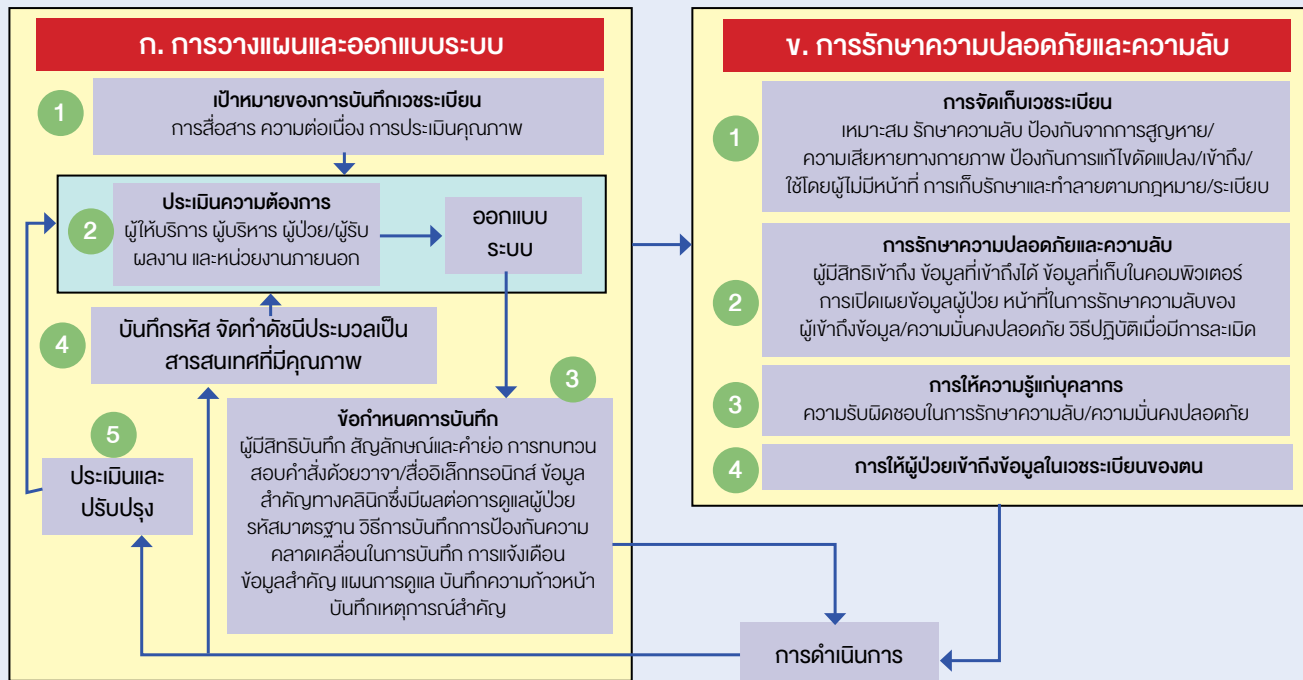 ก. การวางแผนและออกแบบระบบ
1
เป้าหมายของการบันทึกเวชระเบียน
การสื่อสาร ความต่อเนื่อง การประเมินคุณภาพ
2
ประเมินความต้องการ
ผู้ให้บริการ ผู้บริหาร ผู้ป่วย/ผู้รับ
ผลงาน และหน่วยงานภายนอก
ออกแบบ
ระบบ
4
บันทึกรหัส จัดทำดัชนีประมวลเป็น
สารสนเทศที่มีคุณภาพ
3
ข้อกำหนดการบันทึก
ผู้มีสิทธิบันทึก สัญลักษณ์และคำย่อ การทบทวน
สอบคำสั่งด้วยวาจา/สื่ออิเล็กทรอนิกส์ ข้อมูล
สำคัญทางคลินิกซึ่งมีผลต่อการดูแลผู้ป่วย
รหัสมาตรฐาน วิธีการบันทึกการป้องกันความ
คลาดเคลื่อนในการบันทึก การแจ้งเตือน
ข้อมูลสำคัญ แผนการดูแล บันทึกความก้าวหน้า
บันทึกเหตุการณ์สำคัญ
5
ประเมินและ
ปรับปรุง
ข. การรักษาความปลอดภัยและความลับ
1
การจัดเก็บเวชระเบียน
เหมาะสม รักษาความลับ ป้องกันจากการสูญหาย/
ความเสียหายทางกายภาพ ป้องกันการแก้ไขดัดแปลง/เข้าถึง/
ใช้โดยผู้ไม่มีหน้าที่ การเก็บรักษาและทำลายตามกฎหมาย/ระเบียบ
2
การรักษาความปลอดภัยและความลับ
ผู้มีสิทธิเข้าถึง ข้อมูลที่เข้าถึงได้ ข้อมูลที่เก็บในคอมพิวเตอร์
การเปิดเผยข้อมูลผู้ป่วย หน้าที่ในการรักษาความลับของ
ผู้เข้าถึงข้อมูล/ความมั่นคงปลอดภัย วิธีปฏิบัติเมื่อมีการละเมิด
3
การให้ความรู้แก่บุคลากร
ความรับผิดชอบในการรักษาความลับ/ความมั่นคงปลอดภัย
4
การให้ผู้ป่วยเข้าถึงข้อมูลในเวชระเบียนของตน
การดำเนินการ